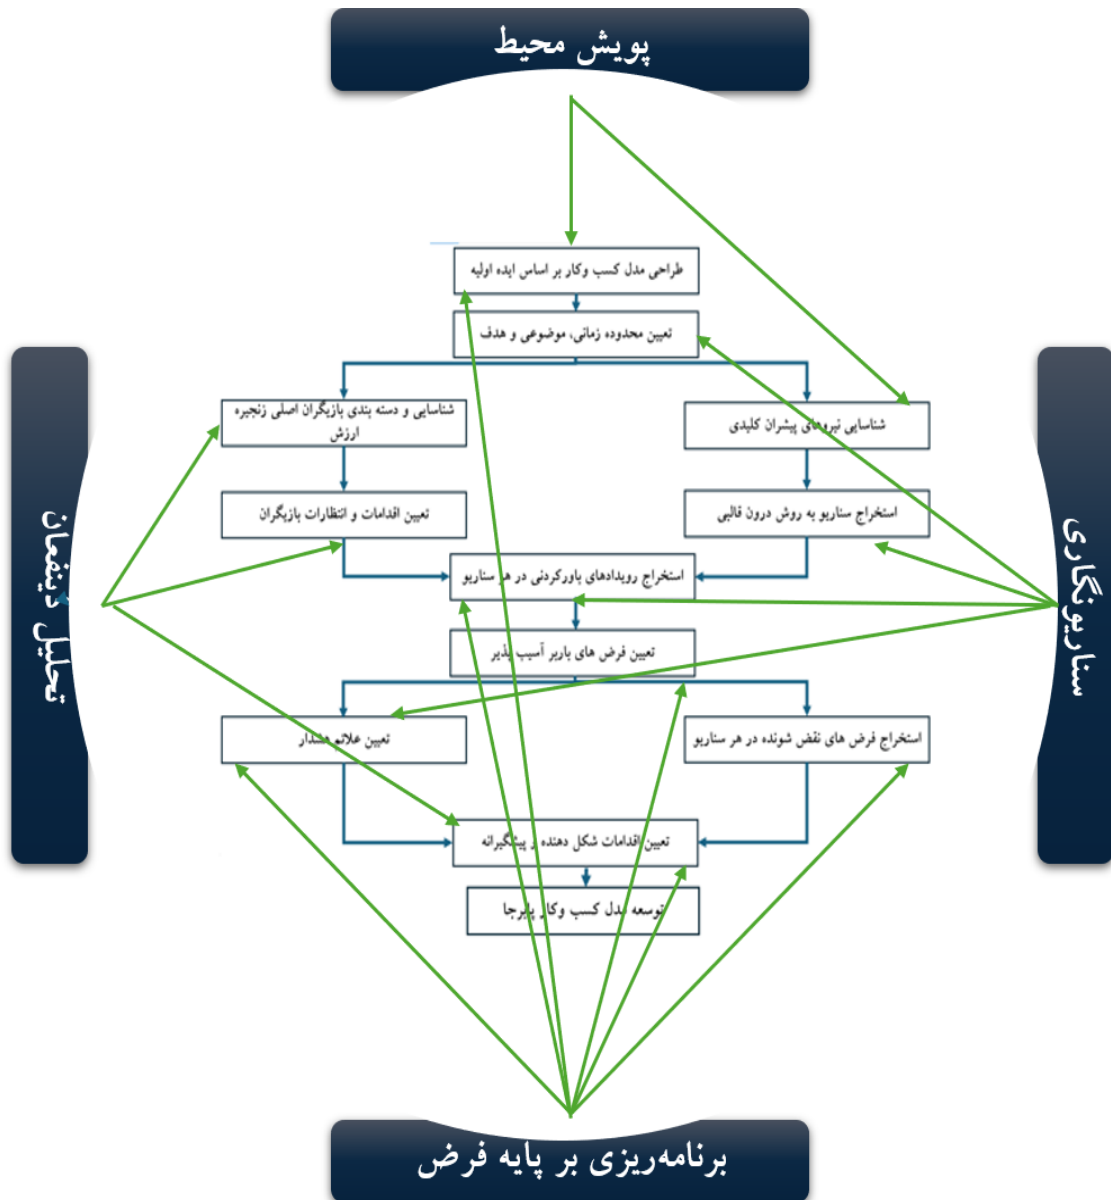 پویش محیط
طراحی مدل کسب وکار بر اساس ایده اولیه
تعیین محدوده زمانی، موضوعی و هدف
شناسایی نیروهای پیشران کلیدی
شناسایی و دسته بندی بازیگران اصلی زنجیره
ارزش
استخراج سناریو به روش درون قالبی
تعیین اقدامات و انتظارات بازیگران
سناریونگاری
تحلیل ذینفعان
استخراج رویدادهای باورکردنی در هر سناریو
تعیین فرض های باربر آسیب پذیر
استخراج فرض های نقض شونده در هر سناریو
تعیین علائم هشدار
تعیین اقدامات شکل دهنده و پیشگیرانه
توسعه مدل کسب وکار پابرجا
برنامه‌ریزی بر پایه فرض